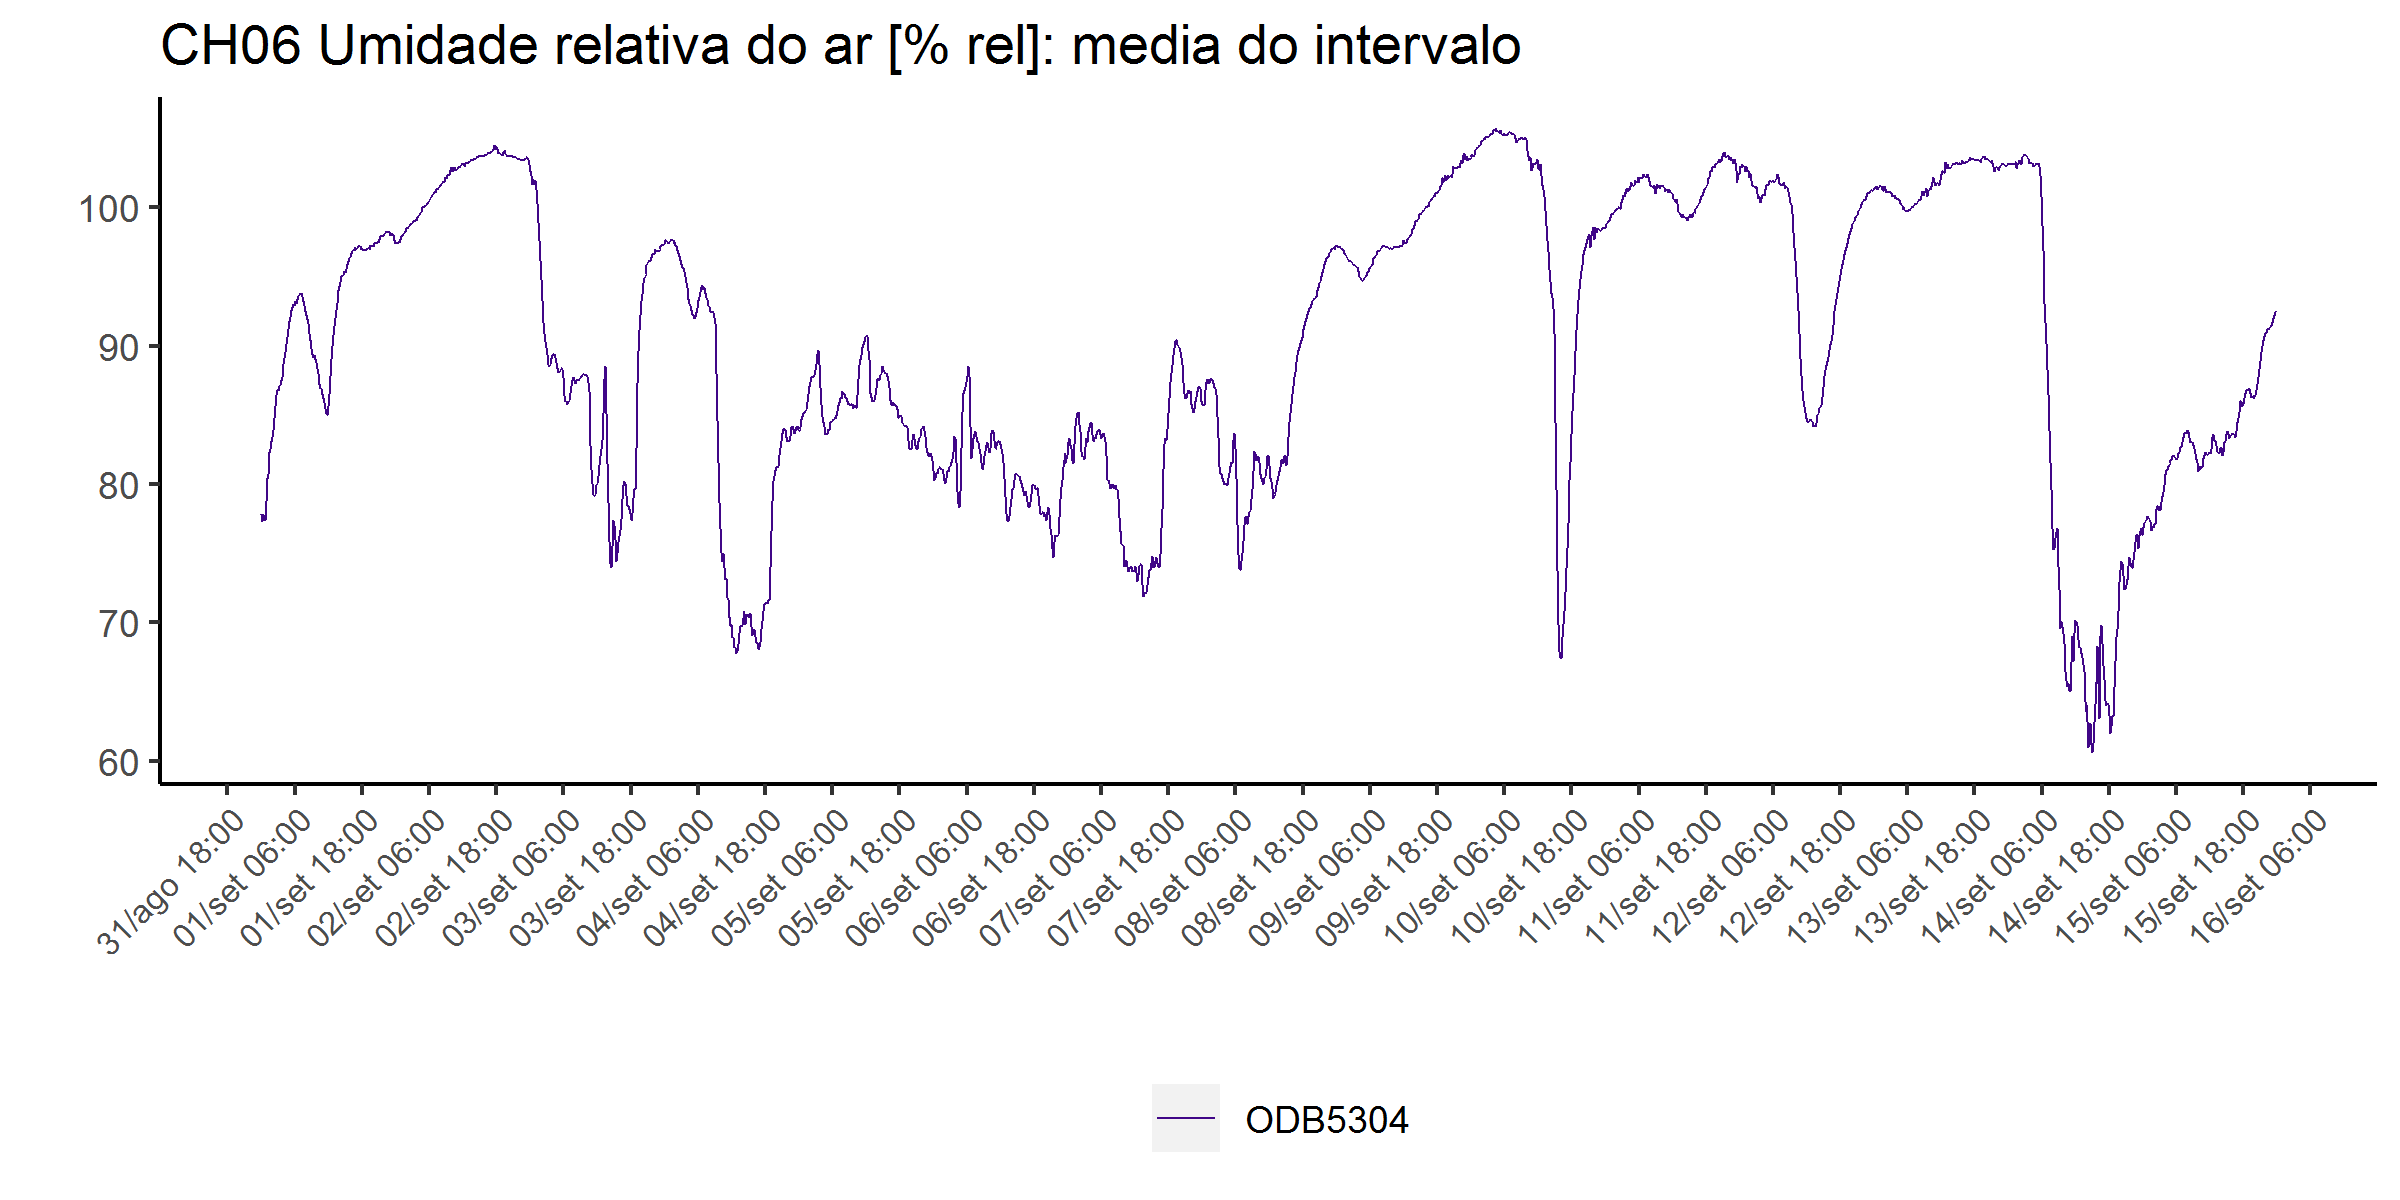 CH06 Umidade relativa do ar [% rel]: media do intervalo
100
90
80
70
60
31/ago 18:00
01/set 06:00
01/set 18:00
02/set 06:00
02/set 18:00
03/set 06:00
03/set 18:00
04/set 06:00
04/set 18:00
05/set 06:00
05/set 18:00
06/set 06:00
06/set 18:00
07/set 06:00
07/set 18:00
08/set 06:00
08/set 18:00
09/set 06:00
09/set 18:00
10/set 06:00
10/set 18:00
11/set 06:00
11/set 18:00
12/set 06:00
12/set 18:00
13/set 06:00
13/set 18:00
14/set 06:00
14/set 18:00
15/set 06:00
15/set 18:00
16/set 06:00
ODB5304